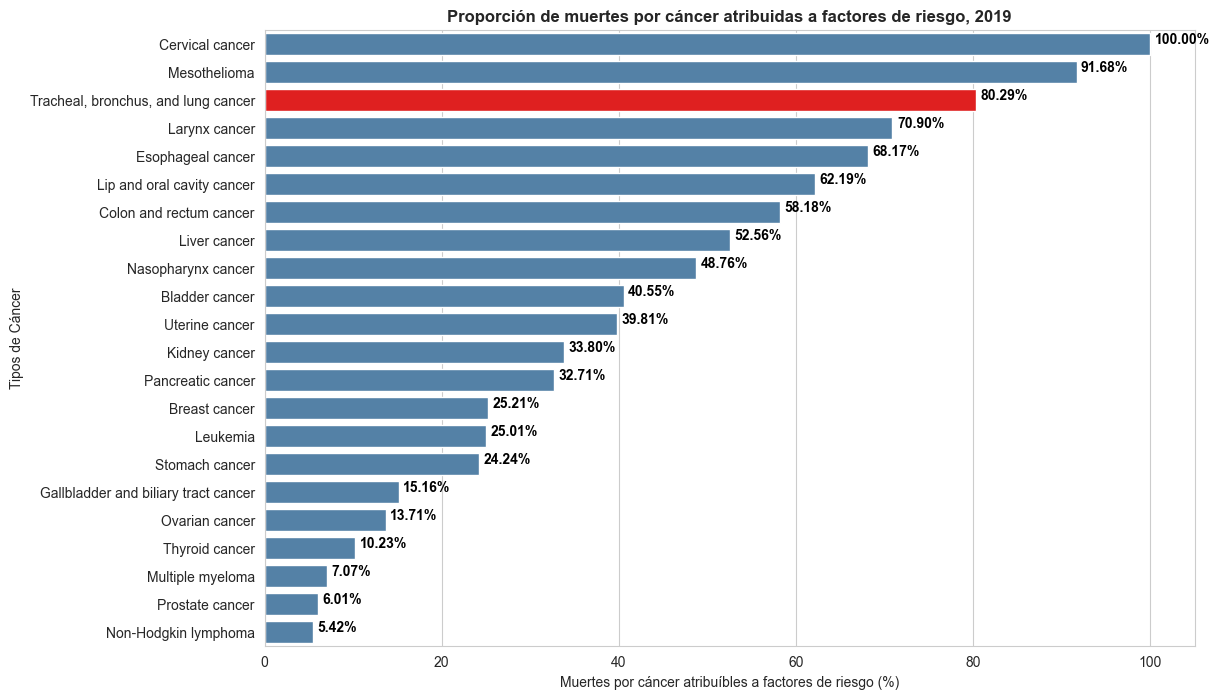 Proporción de muertes por cáncer atribuidas a factores de riesgo, 2019
Tipos de Cáncer
Cervical cancer 100.00%
Mesothelioma 91.68%
Tracheal, bronchus, and lung cancer 80.29%
Larynx cancer 70.90%
Esophageal cancer 68.17%
Lip and oral cavity cancer 62.19%
Colon and rectum cancer 58.18%
Liver cancer 52.56%
Nasopharynx cancer 48.76%
Bladder cancer 40.55%
Uterine cancer 39.81%
Kidney cancer 33.80%
Pancreatic cancer 32.71%
Breast cancer 25.21%
Leukemia 25.01%
Stomach cancer 24.24%
Gallbladder and biliary tract cancer 15.16%
Ovarian cancer 13.71%
Thyroid cancer 10.23%
Multiple myeloma 7.07%
Prostate cancer 6.01%
Non-Hodgkin lymphoma 5.42%
0 20 40 60 80 100
Muertes por cáncer atribuíbles a factores de riesgo (%)